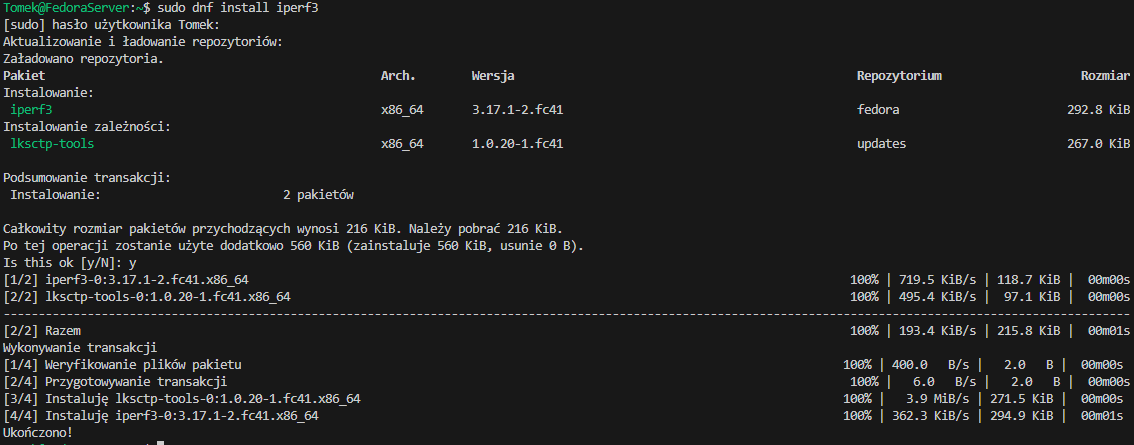 Tomek@FedoraServer:~$ sudo dnf install iperf3
[sudo] hasło użytkownika Tomek:
Aktualizowanie i ładowanie repozytoriów:
Załadowano repozytoria.
Pakiet Arch. Wersja Repozytorium Rozmiar
Instalowanie:
iperf3 x86_64 3.17.1-2.fc41 fedora 292.8 KiB
Instalowanie zależności:
lksctp-tools x86_64 1.0.20-1.fc41 updates 267.0 KiB
Podsumowanie transakcji:
Instalowanie: 2 pakietów
Całkowity rozmiar pakietów przychodzących wynosi 216 KiB. Należy pobrać 216 KiB.
Po tej operacji zostanie użyte dodatkowo 560 KiB (zainstaluje 560 KiB, usunie 0 B).
Is this ok [y/N]: y
[1/2] iperf3-0:3.17.1-2.fc41.x86_64 100% | 719.5 KiB/s | 118.7 KiB | 00m00s
[2/2] lksctp-tools-0:1.0.20-1.fc41.x86_64 100% | 495.4 KiB/s | 97.1 KiB | 00m00s
--------------------------------------------------------------------------------
[2/2] Razem 100% | 193.4 KiB/s | 215.8 KiB | 00m01s
Wykonywanie transakcji
[1/4] Weryfikowanie plików pakietu 100% | 400.0 B/s | 2.0 B | 00m00s
[2/4] Przygotowywanie transakcji 100% | 6.0 B/s | 2.0 B | 00m00s
[3/4] Instaluję lksctp-tools-0:1.0.20-1.fc41.x86_64 100% | 3.9 MiB/s | 271.5 KiB | 00m00s
[4/4] Instaluję iperf3-0:3.17.1-2.fc41.x86_64 100% | 362.3 KiB/s | 294.9 KiB | 00m01s
Ukończono!